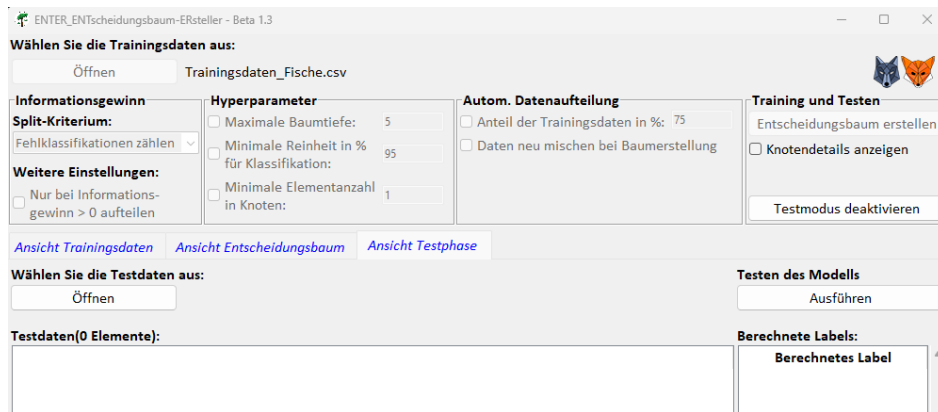 ENTER_ENTscheidungsbaum-ERsteller - Beta 1.3
Wählen Sie die Trainingsdaten aus:
Öffnen Trainingsdaten_Fische.csv
Informationsgewinn
Split-Kriterium:
Fehlklassifikationen zählen
Weitere Einstellungen:
Nur bei Informations-
gewinn > 0 aufteilen
Hyperparameter
Maximale Baumtiefe: 5
Minimale Reinheit in %
für Klassifikation: 95
Minimale Elementanzahl
in Knoten: 1
Autom. Datenaufteilung
Anteil der Trainingsdaten in %: 75
Daten neu mischen bei Baumerstellung
Training und Testen
Entscheidungsbaum erstellen
Knotendetails anzeigen
Testmodus deaktivieren
Ansicht Trainingsdaten Ansicht Entscheidungsbaum Ansicht Testphase
Wählen Sie die Testdaten aus:
Öffnen
Testen des Modells
Ausführen
Testdaten(0 Elemente):
Berechnete Labels:
Berechnetes Label